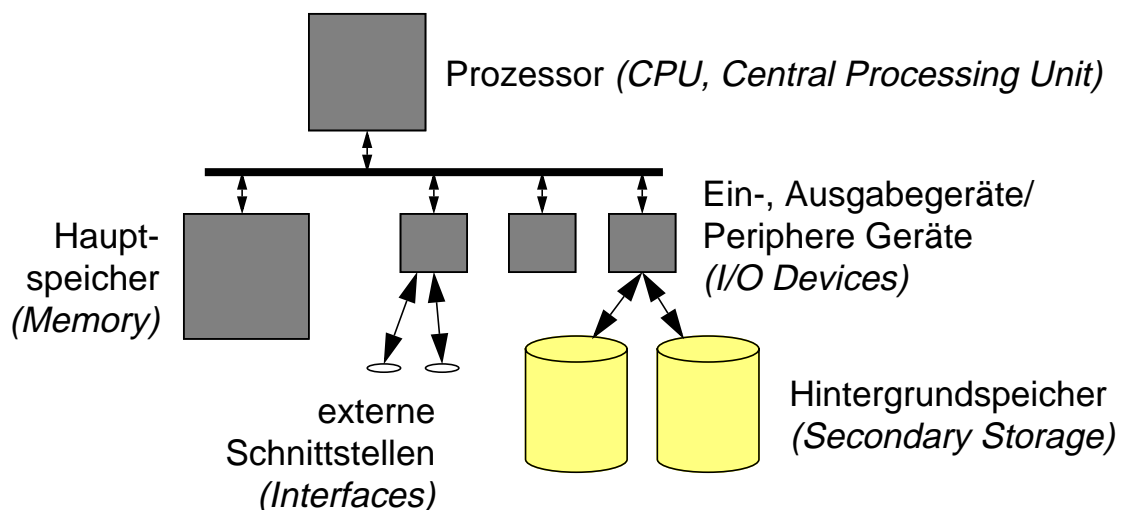 Prozessor (CPU, Central Processing Unit)
Ein-, Ausgabegeräte/
Periphere Geräte
(I/O Devices)
Haupt-
speicher
(Memory)
externe
Schnittstellen
(Interfaces)
Hintergrundspeicher
(Secondary Storage)